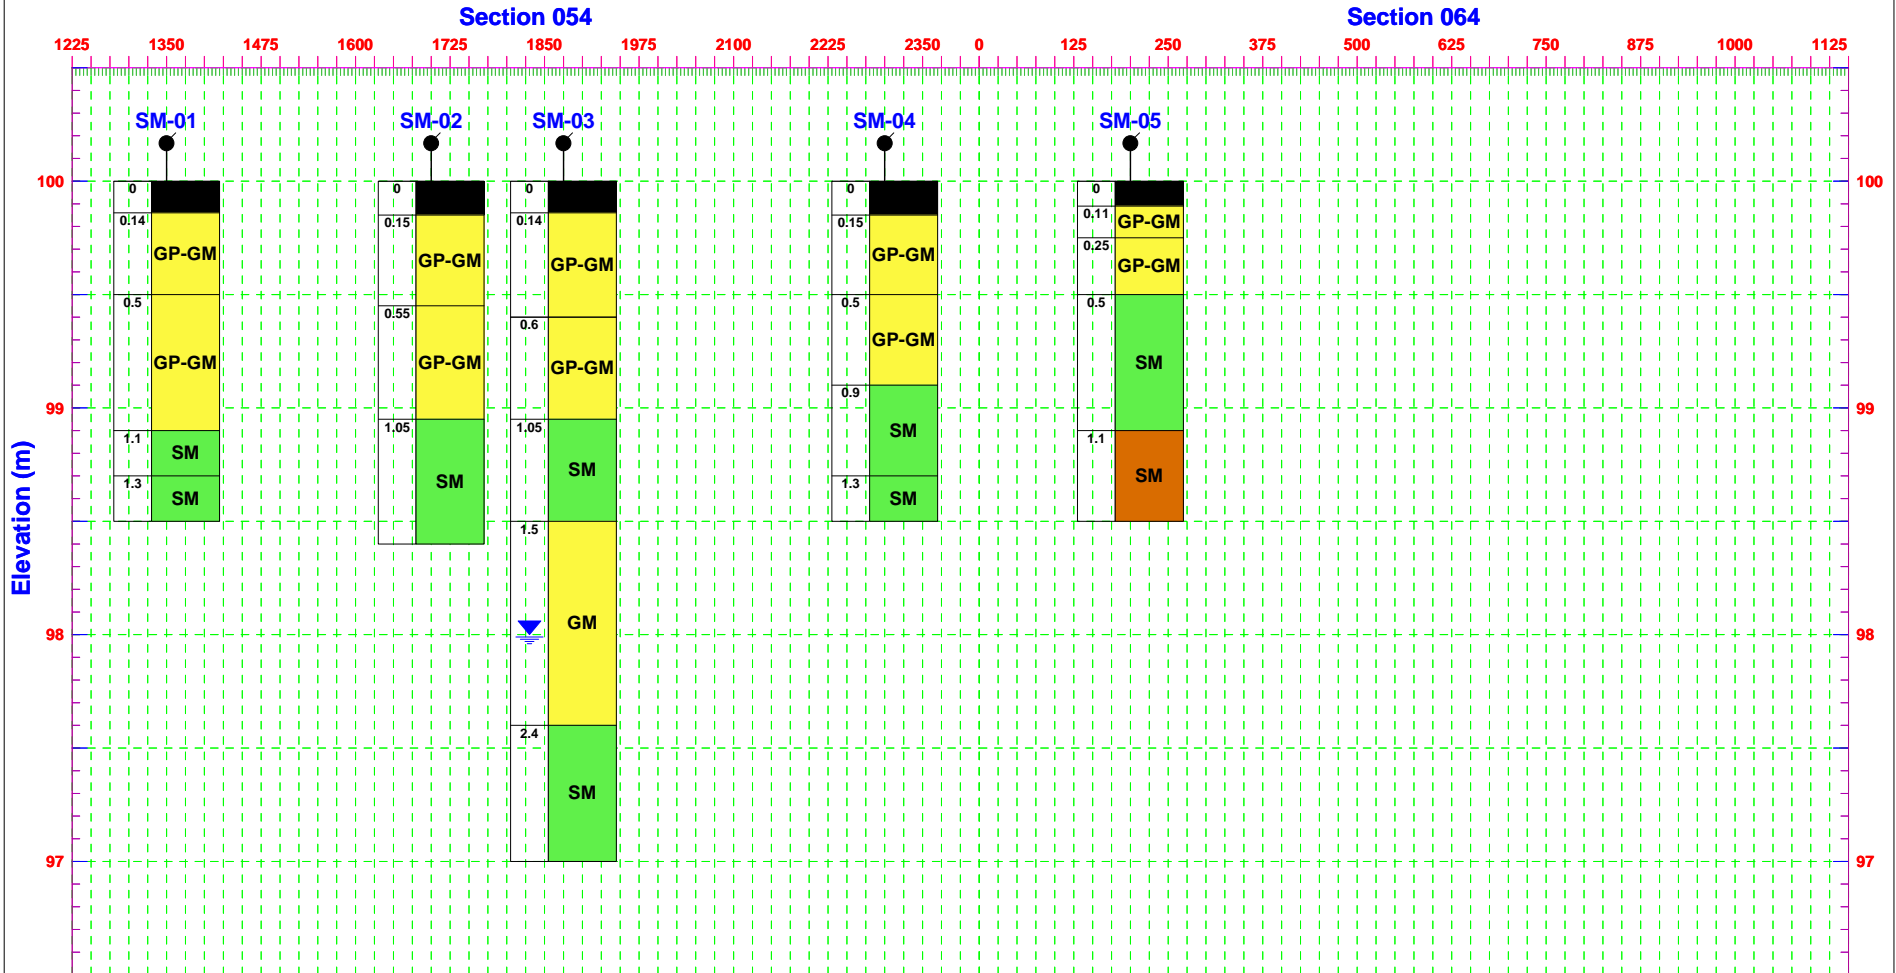 Section 054 Section 064
1225 1350 1475 1600 1725 1850 1975 2100 2225 2350 0 125 250 375 500 625 750 875 1000 1125
SM-01 SM-02 SM-03 SM-04 SM-05
Elevation (m)
100
99
98
97
0
0.14
GP-GM
0.5
GP-GM
1.1
SM
1.3
SM
0
0.15
GP-GM
0.55
GP-GM
1.05
SM
0
0.14
GP-GM
0.6
GP-GM
1.05
SM
1.5
GM
2.4
SM
0
0.15
GP-GM
0.5
GP-GM
0.9
SM
1.3
SM
0
0.11
GP-GM
0.25
GP-GM
0.5
SM
1.1
SM
100
99
98
97